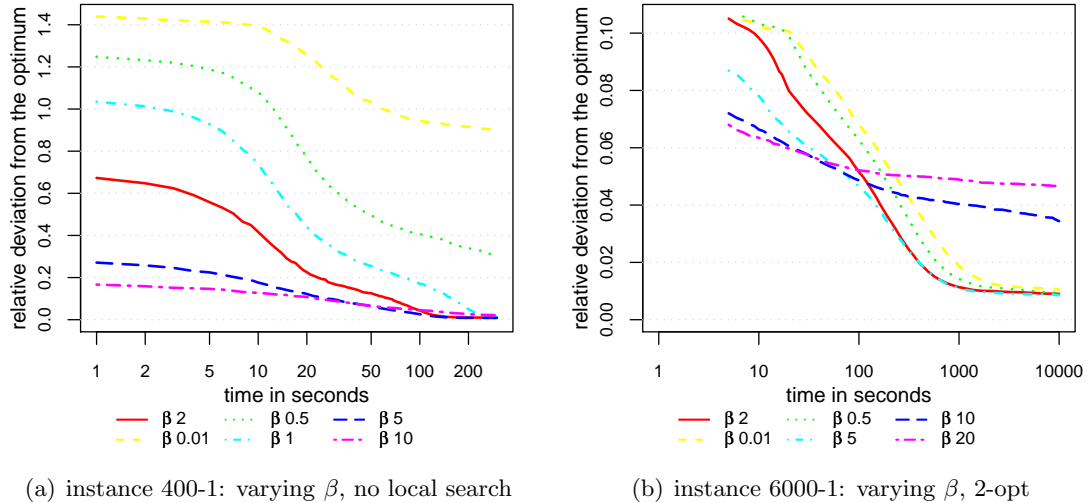 relative deviation from the optimum
0.0 0.2 0.4 0.6 0.8 1.0 1.2 1.4
1 2 5 10 20 50 100 200
time in seconds
β 2 β 0.5 β 5
β 0.01 β 1 β 10
(a) instance 400-1: varying β, no local search
relative deviation from the optimum
0.00 0.02 0.04 0.06 0.08 0.10
1 10 100 1000 10000
time in seconds
β 2 β 0.5 β 10
β 0.01 β 5 β 20
(b) instance 6000-1: varying β, 2-opt